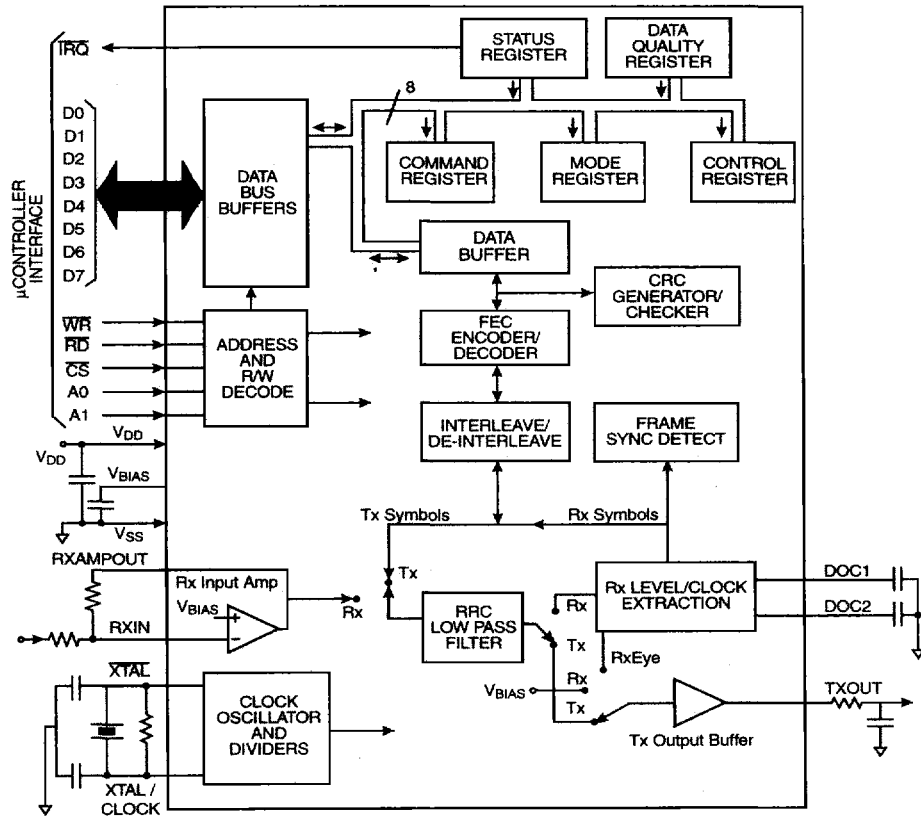 IRQ
STATUS
REGISTER
DATA
QUALITY
REGISTER
8
D0
D1
D2
D3
D4
D5
D6
D7
µCONTROLLER
INTERFACE
DATA
BUS
BUFFERS
COMMAND
REGISTER
MODE
REGISTER
CONTROL
REGISTER
DATA
BUFFER
CRC
GENERATOR/
CHECKER
WR
RD
CS
A0
A1
ADDRESS
AND
R/W
DECODE
FEC
ENCODER/
DECODER
INTERLEAVE/
DE-INTERLEAVE
FRAME
SYNC DETECT
VDD
VDD
VBIAS
VSS
Tx Symbols
Rx Symbols
RXAMPOUT
Rx Input Amp
VBIAS
RXIN
Rx
Tx
RRC
LOW PASS
FILTER
Rx
Rx LEVEL/CLOCK
EXTRACTION
DOC1
DOC2
Tx
RxEye
VBIAS
Rx
Tx
TXOUT
Tx Output Buffer
XTAL
CLOCK
OSCILLATOR
AND
DIVIDERS
XTAL /
CLOCK